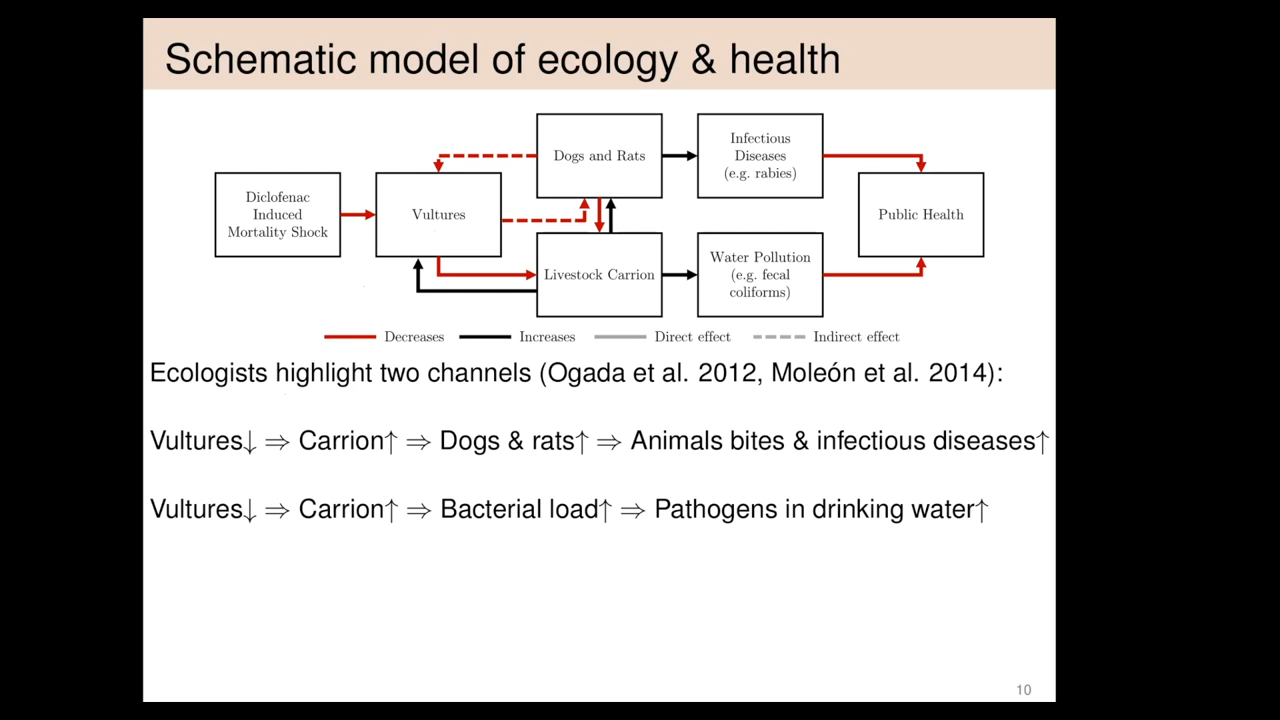 Schematic model of ecology & health
Dogs and Rats
Infectious
Diseases
(e.g. rabies)
Diclofenac
Induced
Mortality Shock
Vultures
Public Health
Livestock Carrion
Water Pollution
(e.g. fecal
coliforms)
Decreases Increases Direct effect Indirect effect
Ecologists highlight two channels (Ogada et al. 2012, Moleón et al. 2014):
Vultures↓ ⇒ Carrion↑ ⇒ Dogs & rats↑ ⇒ Animals bites & infectious diseases↑
Vultures↓ ⇒ Carrion↑ ⇒ Bacterial load↑ ⇒ Pathogens in drinking water↑
10